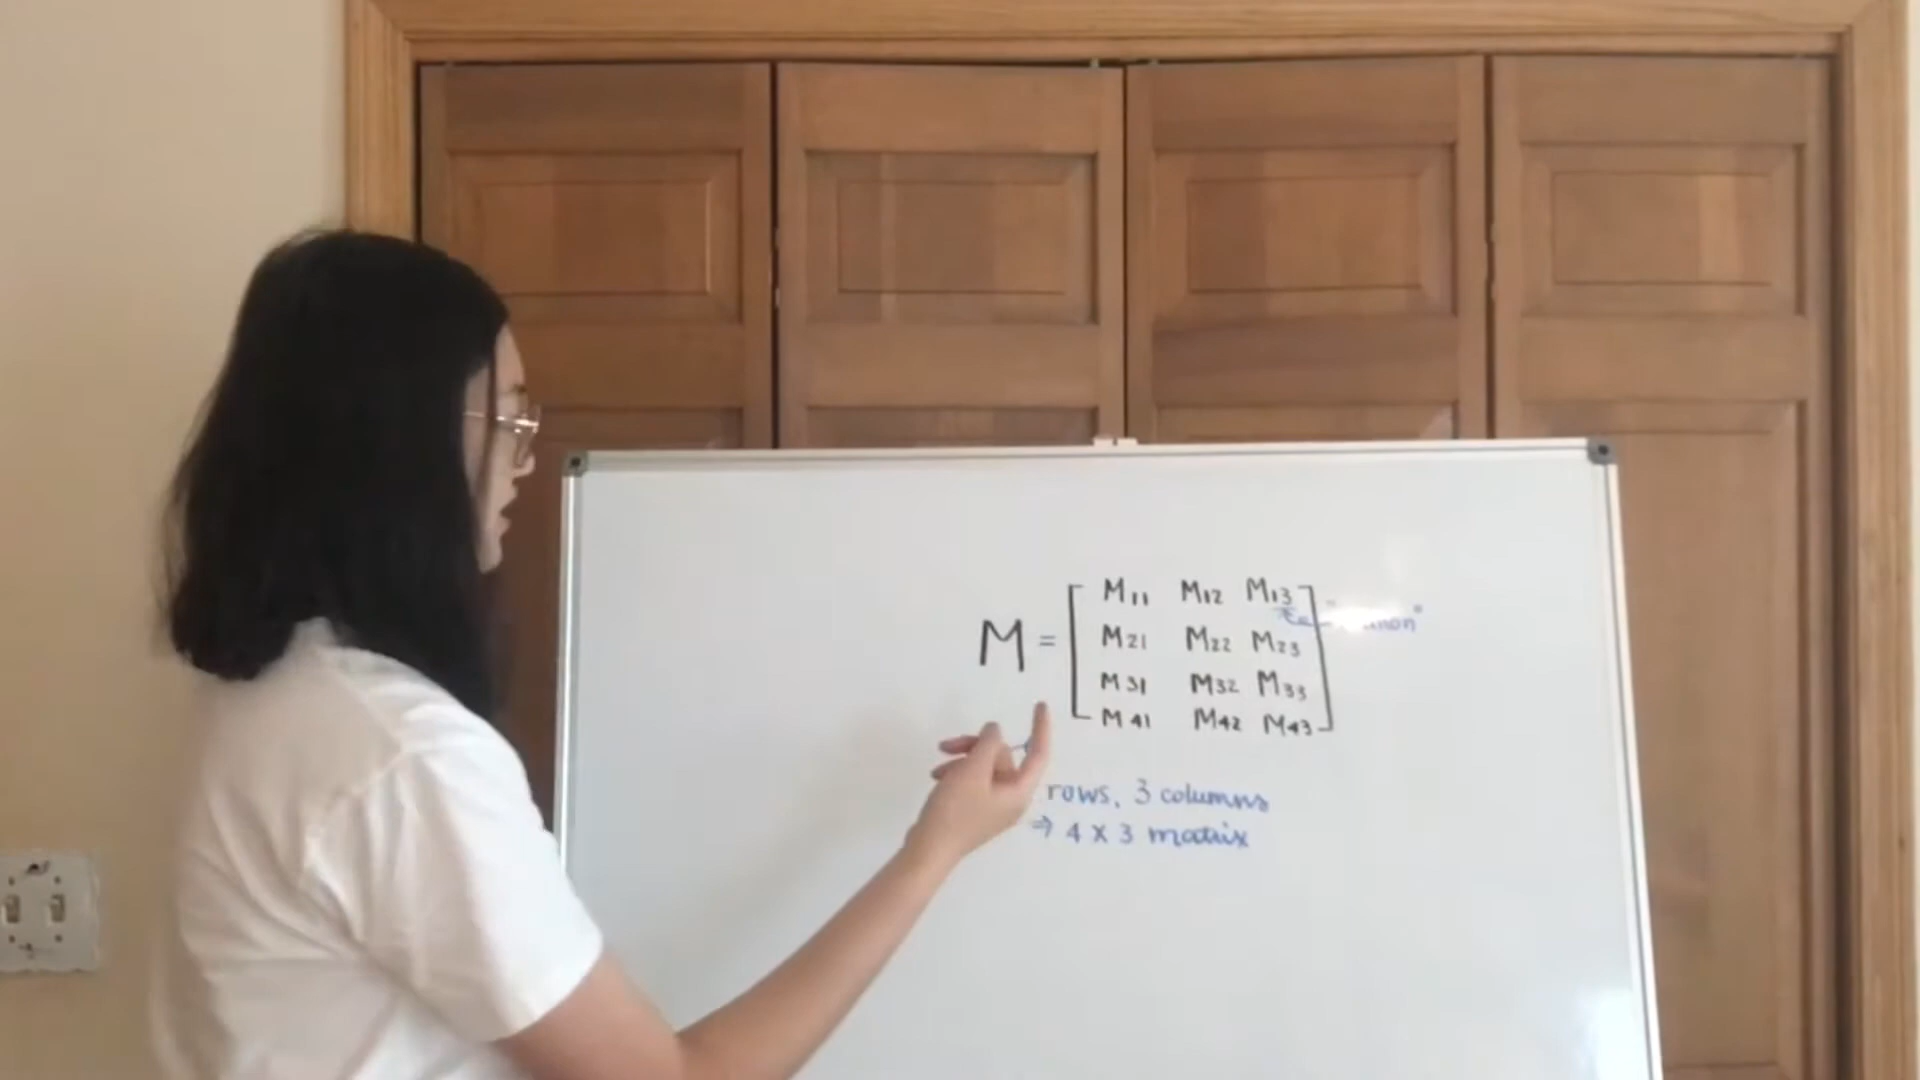 M = [ M11 M12 M13 ]
M21 M22 M23
M31 M32 M33
M41 M42 M43
rows, 3 columns
⇒ 4 x 3 matrix